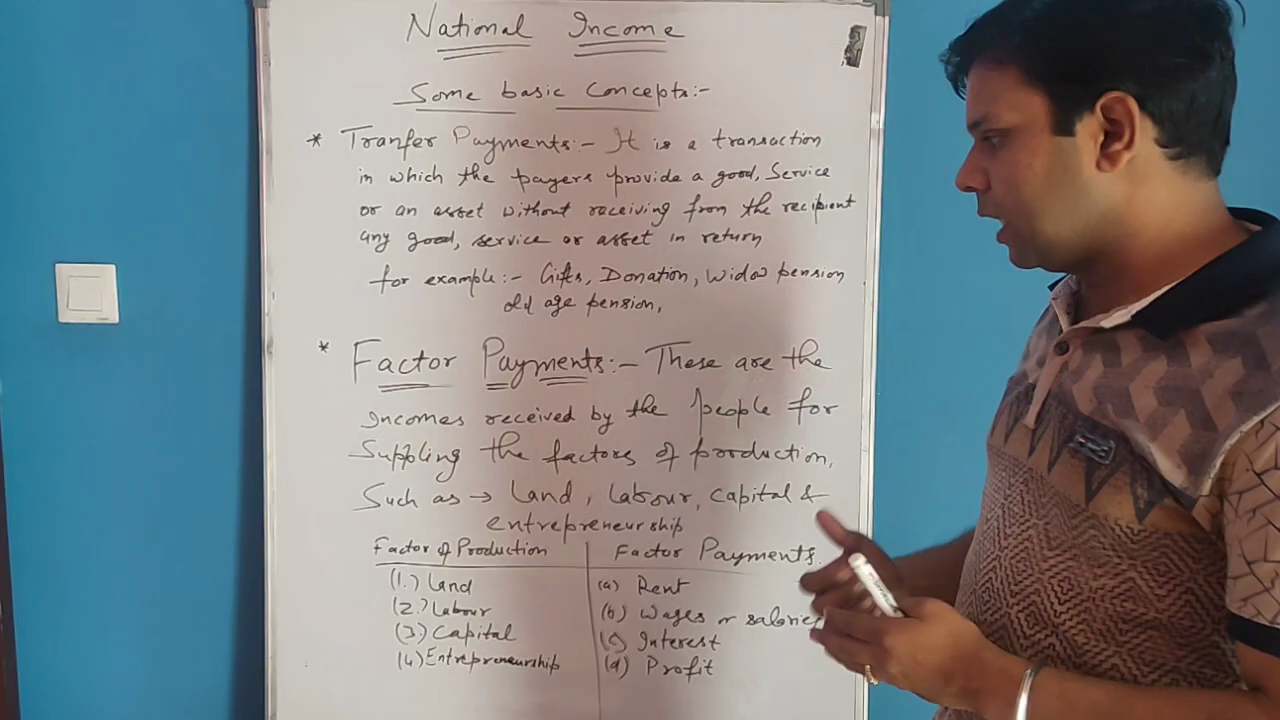 National Income
Some basic Concepts:-
* Tranfer Payments:- It is a transaction
in which the payers provide a good, Service
or an asset without receiving from the recipient
any good, service or asset in return
for example:- Gifts, Donation, Widow pension
old age pension,
* Factor Payments:- These are the
Incomes received by the people for
Suppling the factors of production,
Such as → Land, Labour, Capital &
entrepreneurship
Factor of Production | Factor Payments.
(1.) Land (a) Rent
(2.) Labour (b) Wages or salaries
(3) Capital (c) Interest
(4) Entrepreneurship (d) Profit